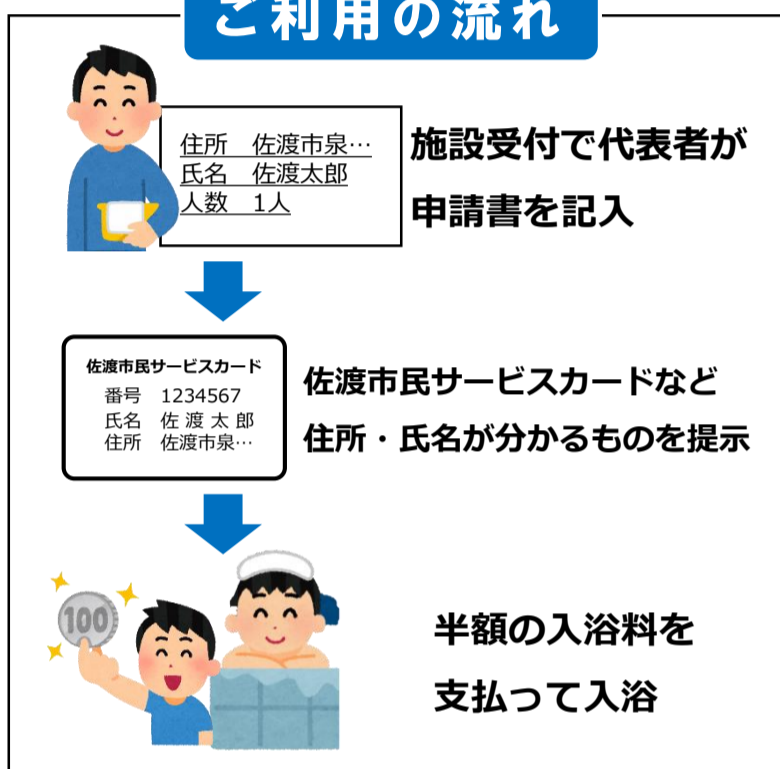 ご利用の流れ
住所　佐渡市泉…
氏名　佐渡太郎
人数　1人
施設受付で代表者が
申請書を記入
佐渡市民サービスカード
番号　1234567
氏名　佐 渡 太 郎
住所　佐渡市泉…
佐渡市民サービスカードなど
住所・氏名が分かるものを提示
100
半額の入浴料を
支払って入浴